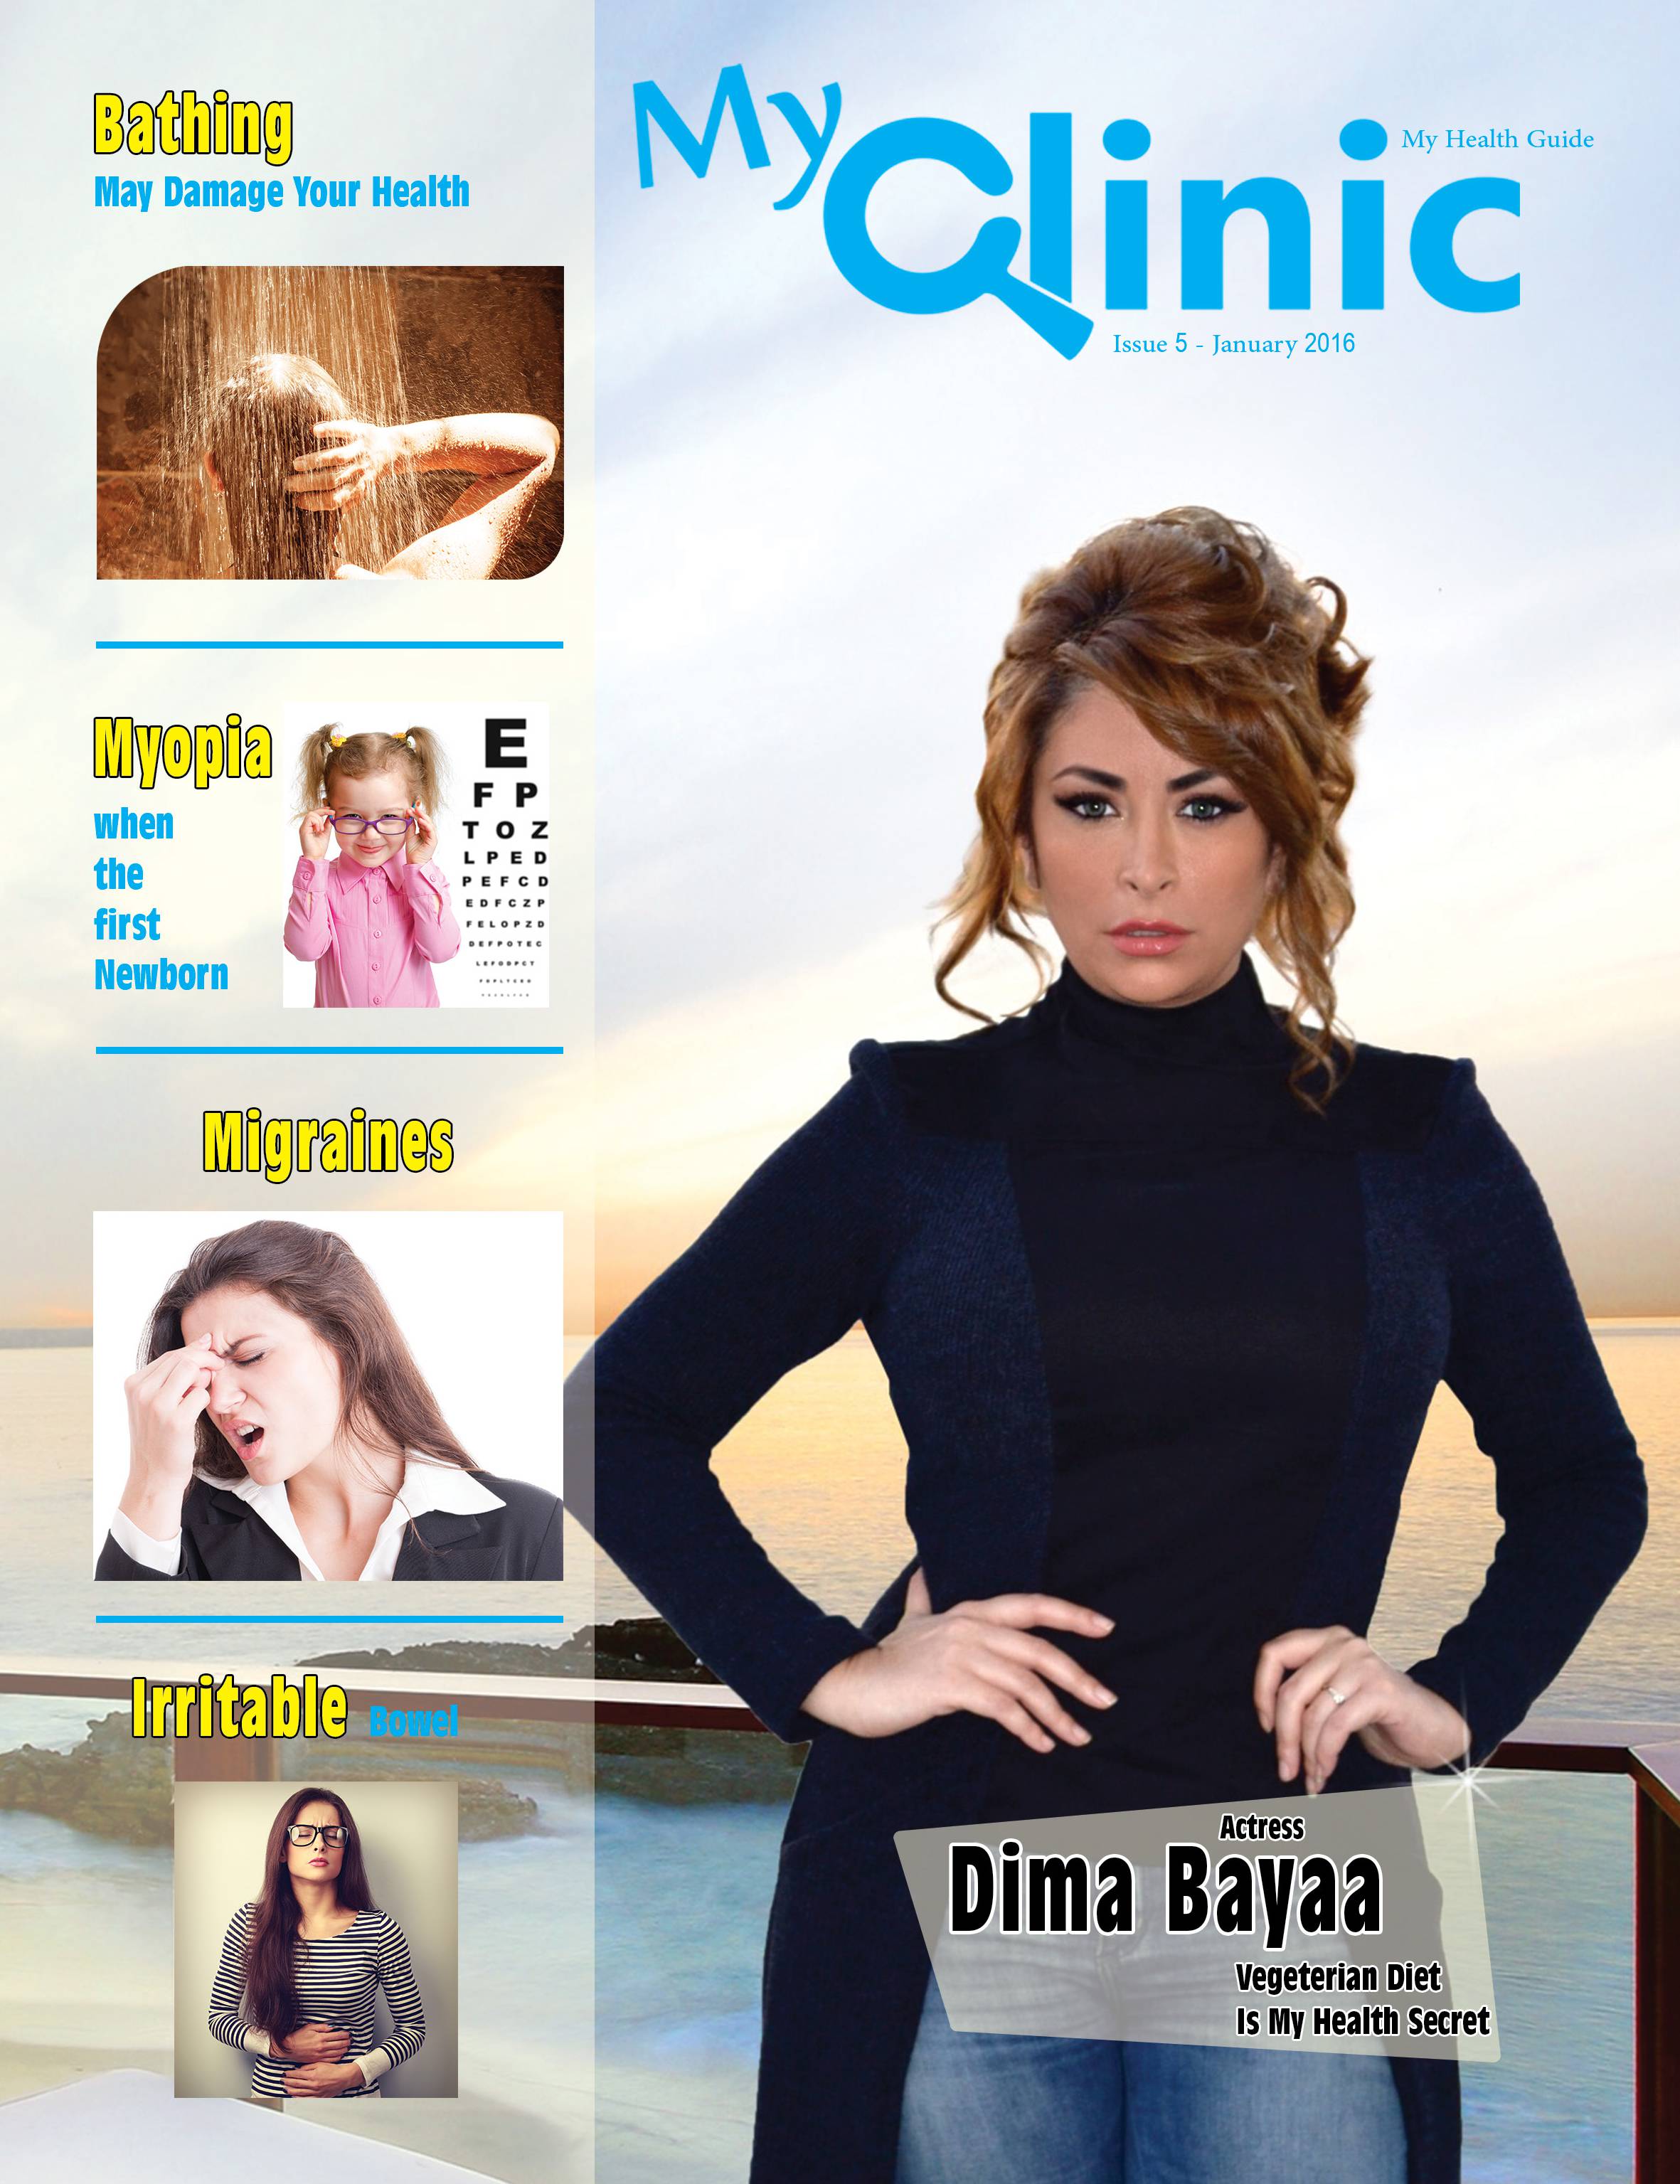 Bathing
May Damage Your Health
My Clinic
My Health Guide
Issue 5 - January 2016
Myopia
when
the
first
Newborn
E
F P
T O Z
L P E D
P E F C D
E D F C Z P
F E L O P Z D
D E F P O T E C
L E F O D P C T
Migraines
Irritable Bowel
Actress
Dima Bayaa
Vegeterian Diet
Is My Health Secret